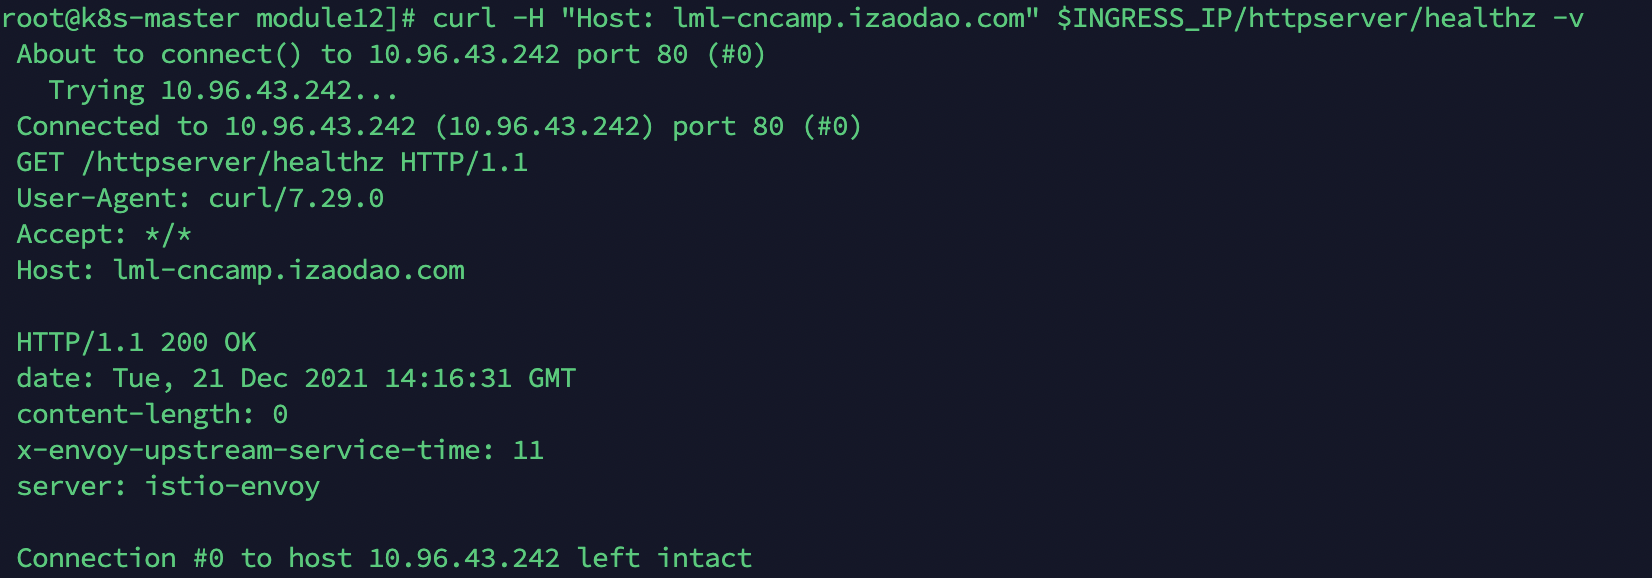 root@k8s-master module12]# curl -H "Host: lml-cncamp.izaodao.com" $INGRESS_IP/httpserver/healthz -v
About to connect() to 10.96.43.242 port 80 (#0)
Trying 10.96.43.242...
Connected to 10.96.43.242 (10.96.43.242) port 80 (#0)
GET /httpserver/healthz HTTP/1.1
User-Agent: curl/7.29.0
Accept: */*
Host: lml-cncamp.izaodao.com
HTTP/1.1 200 OK
date: Tue, 21 Dec 2021 14:16:31 GMT
content-length: 0
x-envoy-upstream-service-time: 11
server: istio-envoy
Connection #0 to host 10.96.43.242 left intact